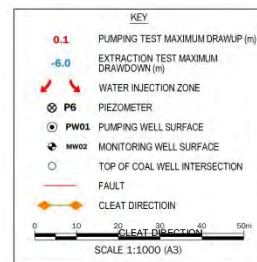 KEY
0.1 PUMPING TEST MAXIMUM DRAWUP (m)
-6.0 EXTRACTION TEST MAXIMUM
DRAWDOWN (m)
WATER INJECTION ZONE
P6 PIEZOMETER
PW01 PUMPING WELL SURFACE
MW02 MONITORING WELL SURFACE
TOP OF COAL WELL INTERSECTION
FAULT
CLEAT DIRECTIOIN
0 10 20 30 40 50m
CLEAT DIRECTION
SCALE 1:1000 (A3)